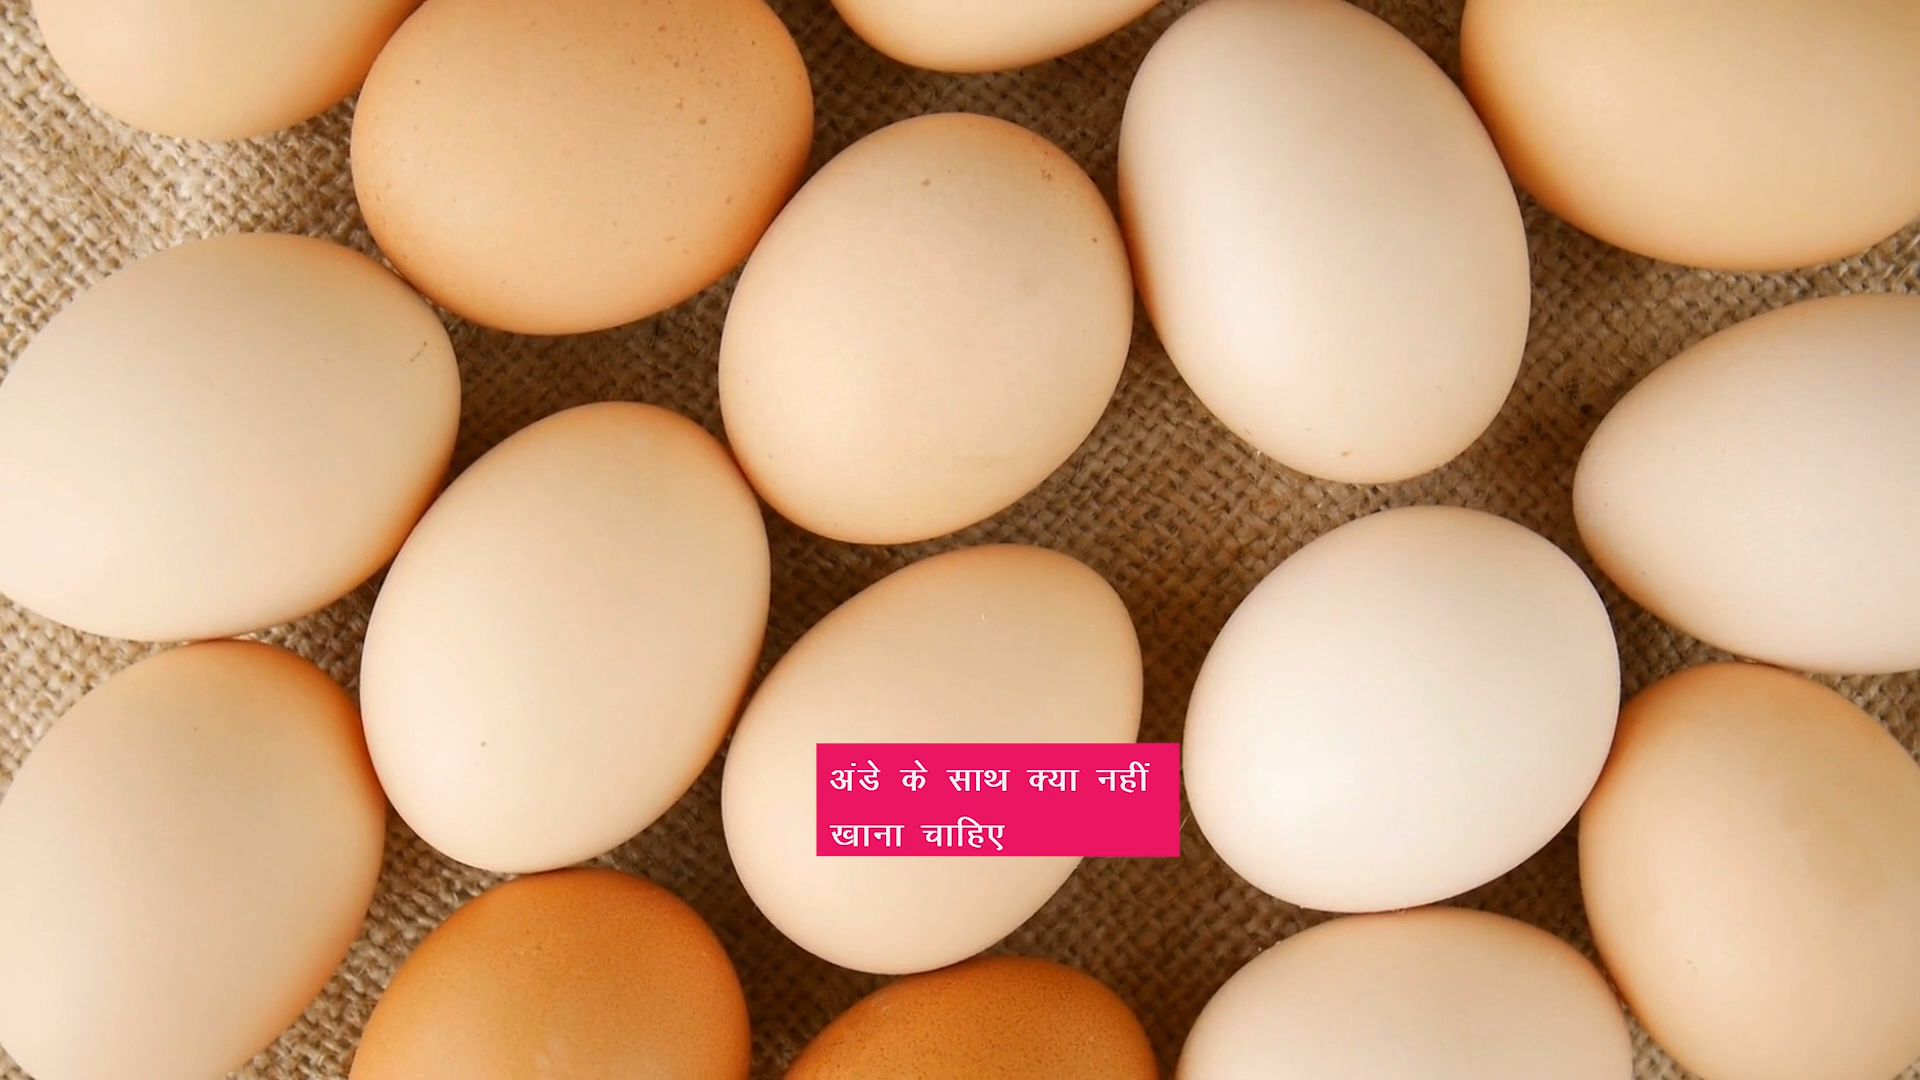 अंडे के साथ क्या नहीं
खाना चाहिए